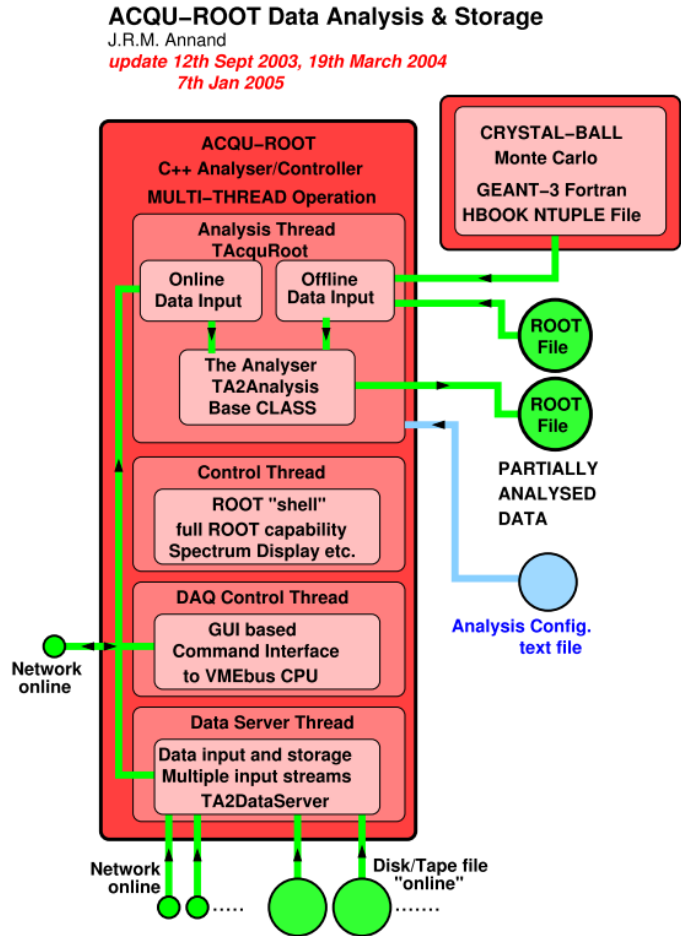 ACQU−ROOT Data Analysis & Storage
J.R.M. Annand
update 12th Sept 2003, 19th March 2004
7th Jan 2005
ACQU−ROOT
C++ Analyser/Controller
MULTI−THREAD Operation
Analysis Thread
TAcquRoot
Online
Data Input
Offline
Data Input
The Analyser
TA2Analysis
Base CLASS
CRYSTAL−BALL
Monte Carlo
GEANT−3 Fortran
HBOOK NTUPLE File
ROOT
File
ROOT
File
PARTIALLY
ANALYSED
DATA
Analysis Config.
text file
Control Thread
ROOT "shell"
full ROOT capability
Spectrum Display etc.
DAQ Control Thread
GUI based
Command Interface
to VMEbus CPU
Network
online
Data Server Thread
Data input and storage
Multiple input streams
TA2DataServer
Network
online
.....
Disk/Tape file
"online"
.......